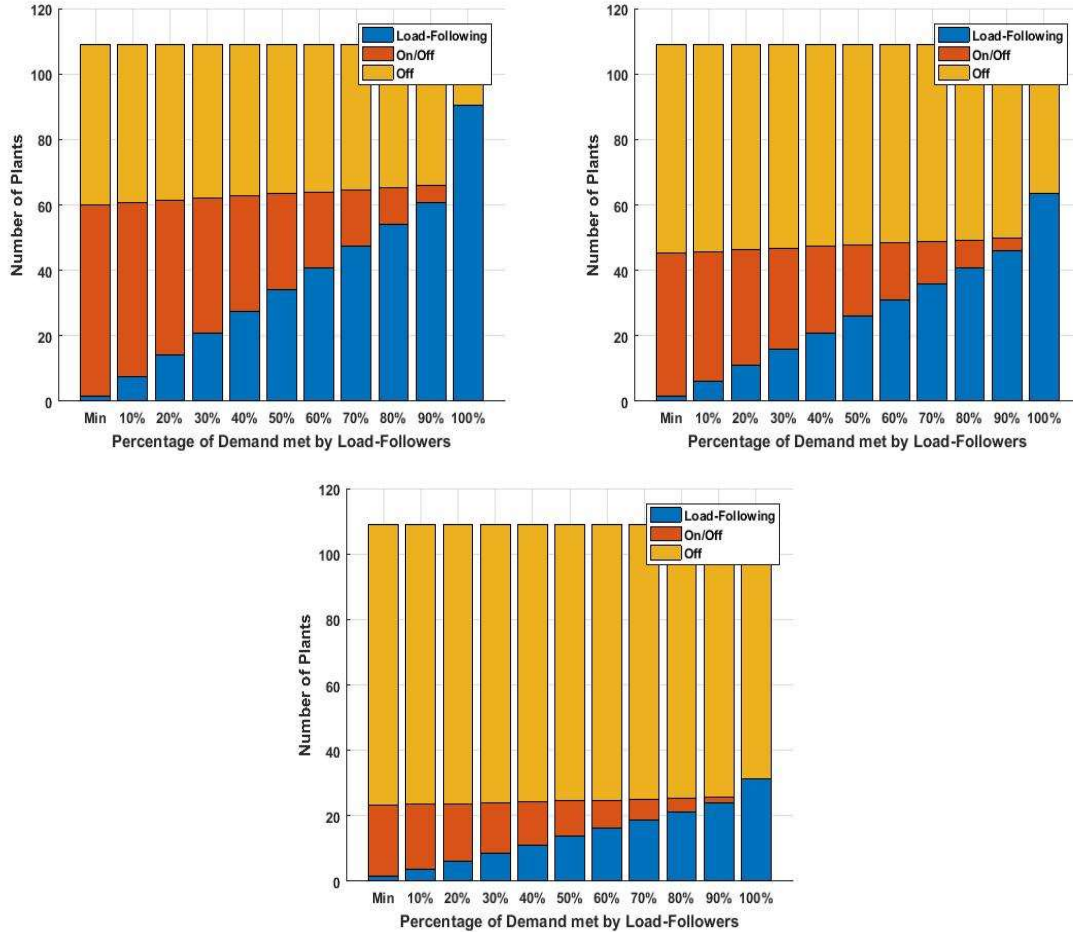 120
100
80
60
40
20
0
Number of Plants
Load-Following
On/Off
Off
Min 10% 20% 30% 40% 50% 60% 70% 80% 90% 100%
Percentage of Demand met by Load-Followers
120
100
80
60
40
20
0
Number of Plants
Load-Following
On/Off
Off
Min 10% 20% 30% 40% 50% 60% 70% 80% 90% 100%
Percentage of Demand met by Load-Followers
120
100
80
60
40
20
0
Number of Plants
Load-Following
On/Off
Off
Min 10% 20% 30% 40% 50% 60% 70% 80% 90% 100%
Percentage of Demand met by Load-Followers